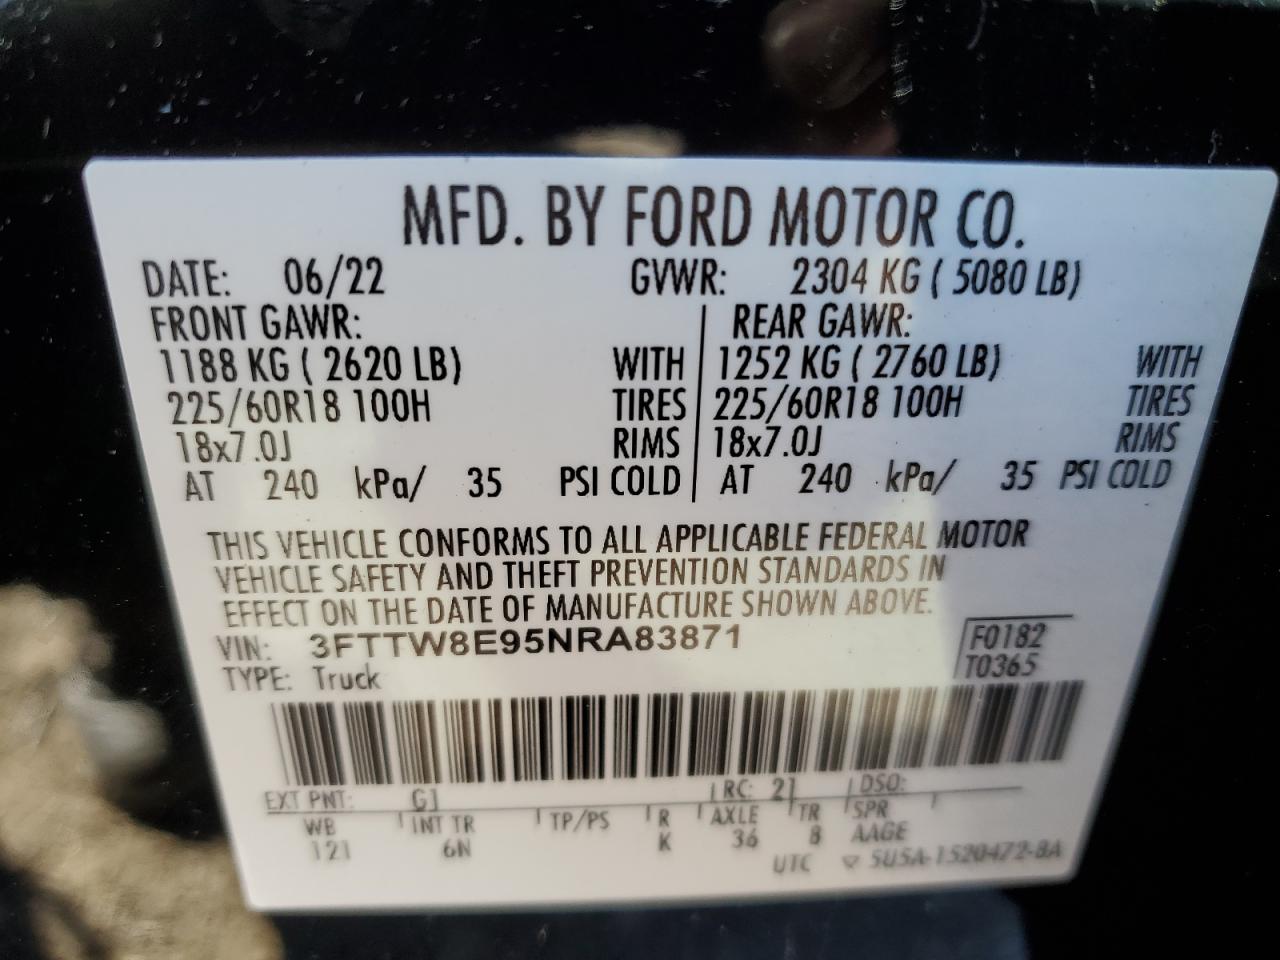 MFD. BY FORD MOTOR CO.
DATE: 06/22 GVWR: 2304 KG ( 5080 LB)
FRONT GAWR: REAR GAWR:
1188 KG ( 2620 LB) WITH 1252 KG ( 2760 LB) WITH
225/60R18 100H TIRES 225/60R18 100H TIRES
18x7.0J RIMS 18x7.0J RIMS
AT 240 kPa/ 35 PSI COLD AT 240 kPa/ 35 PSI COLD
THIS VEHICLE CONFORMS TO ALL APPLICABLE FEDERAL MOTOR
VEHICLE SAFETY AND THEFT PREVENTION STANDARDS IN
EFFECT ON THE DATE OF MANUFACTURE SHOWN ABOVE.
VIN: 3FTTW8E95NRA83871 F0182
TYPE: Truck T0365
EXT PNT: G1 RC: 21 DSO:
WB INT TR TP/PS R AXLE TR SPR
121 6N K 36 8 AAGE
UTC ▽ 5U5A-1520472-BA